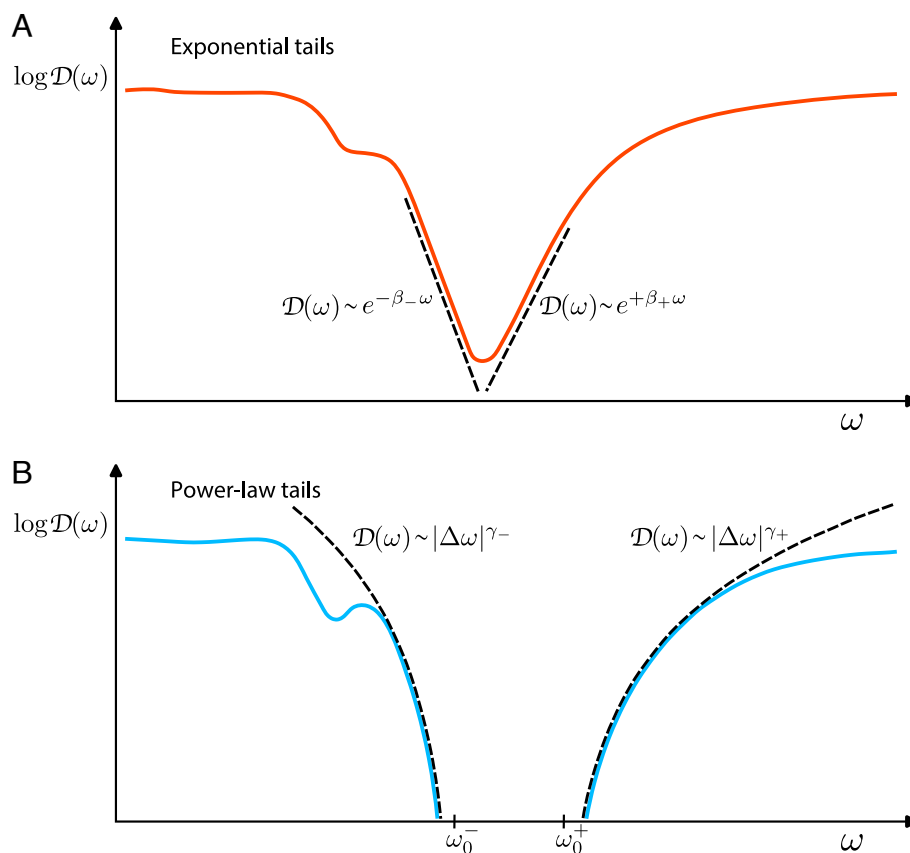 A
Exponential tails
log 𝒟(ω)
𝒟(ω) ~ e^{−β₋ω}
𝒟(ω) ~ e^{+β₊ω}
ω
B
Power-law tails
log 𝒟(ω)
𝒟(ω) ~ |Δω|^{γ₋}
𝒟(ω) ~ |Δω|^{γ₊}
ω₀⁻
ω₀⁺
ω